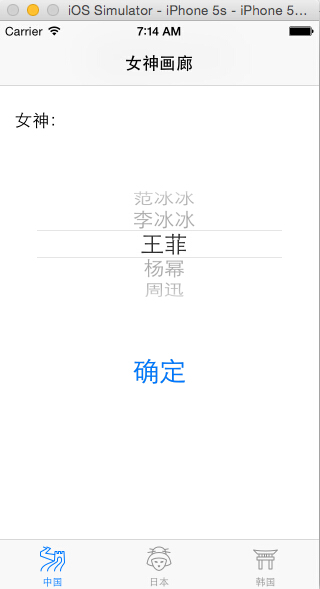 iOS Simulator - iPhone 5s - iPhone 5...
Carrier 7:14 AM
女神画廊
女神：
范冰冰
李冰冰
王菲
杨幂
周迅
确定
中国 日本 韩国